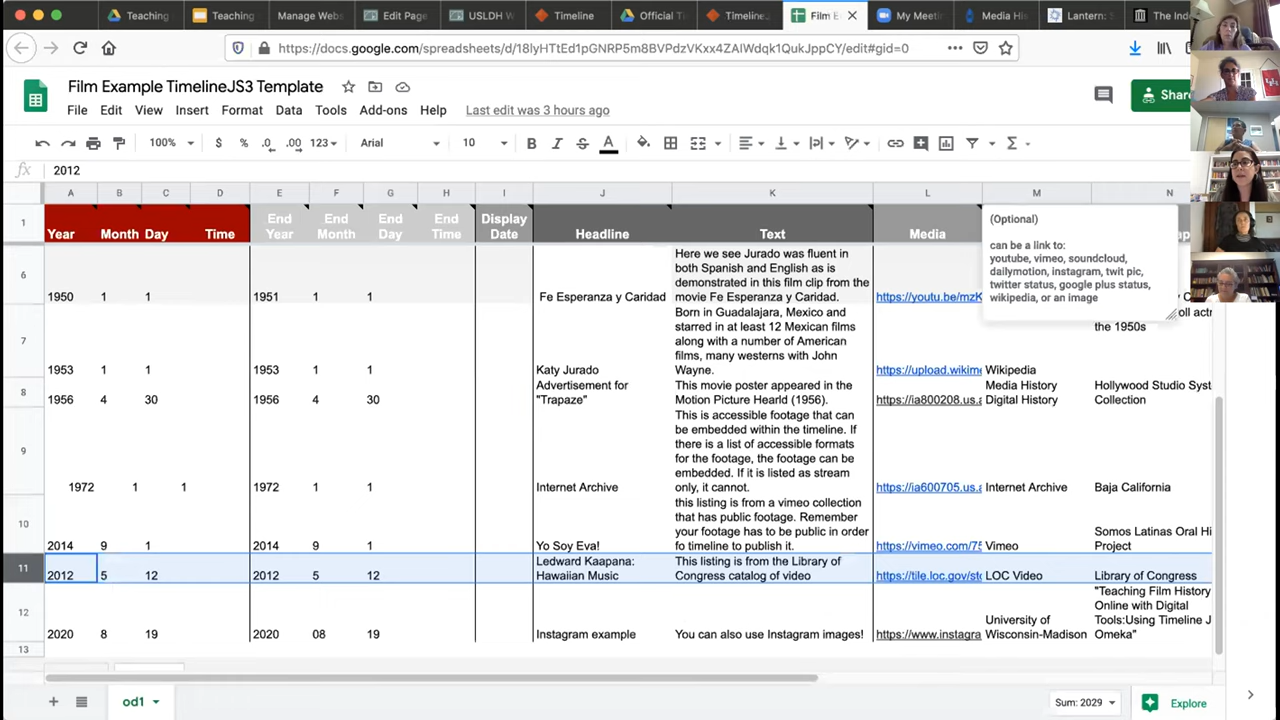 Teaching
Teaching
Manage Webs
Edit Page
USLDH W
Timeline
Official Ti
TimelineJ
Film E
My Meeti
Media His
Lantern: S
The Inde
https://docs.google.com/spreadsheets/d/18lyHTtEd1pGNRP5m8BVPdzVKxx4ZAIWdqk1QukJppCY/edit#gid=0
Film Example TimelineJS3 Template
File Edit View Insert Format Data Tools Add-ons Help Last edit was 3 hours ago
Share
100% $ % .0 .00 123 Arial 10 B I S A
fx 2012
A B C D E F G H I J K L M N
1 Year Month Day Time End Year End Month End Day End Time Display Date Headline Text Media
(Optional)
can be a link to:
youtube, vimeo, soundcloud,
dailymotion, instagram, twit pic,
twitter status, google plus status,
wikipedia, or an image
6
Here we see Jurado was fluent in
both Spanish and English as is
demonstrated in this film clip from the
movie Fe Esperanza y Caridad.
1950 1 1 1951 1 1 Fe Esperanza y Caridad https://youtu.be/mzK
7
Born in Guadalajara, Mexico and
starred in at least 12 Mexican films
along with a number of American
films, many westerns with John
Wayne.
1953 1 1 1953 1 1 Katy Jurado https://upload.wikime Wikipedia
the 1950s
8
Advertisement for
"Trapaze"
This movie poster appeared in the
Motion Picture Hearld (1956).
1956 4 30 1956 4 30 https://ia800208.us.a
Media History
Digital History
Hollywood Studio Syst
Collection
9
This is accessible footage that can
be embedded within the timeline. If
there is a list of accessible formats
for the footage, the footage can be
embedded. If it is listed as stream
only, it cannot.
1972 1 1 1972 1 1 Internet Archive https://ia600705.us.a Internet Archive Baja California
10
this listing is from a vimeo collection
that has public footage. Remember
your footage has to be public in order
fo timeline to publish it.
2014 9 1 2014 9 1 Yo Soy Eva! https://vimeo.com/75 Vimeo
Somos Latinas Oral Hi
Project
11
Ledward Kaapana:
Hawaiian Music
This listing is from the Library of
Congress catalog of video
2012 5 12 2012 5 12 https://tile.loc.gov/sto LOC Video Library of Congress
12
2020 8 19 2020 08 19 Instagram example You can also use Instagram images! https://www.instagra
University of
Wisconsin-Madison
"Teaching Film History
Online with Digital
Tools:Using Timeline J
Omeka"
13
od1
Sum: 2029
Explore